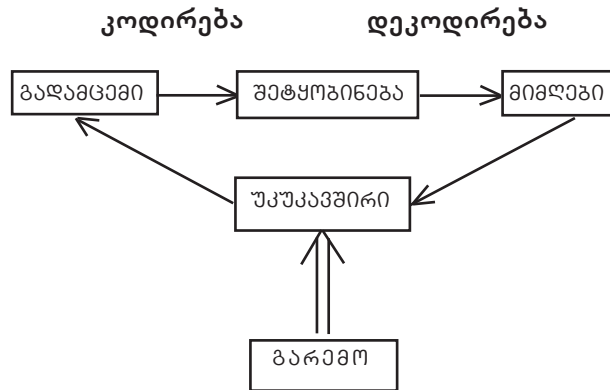 კოდირება დეკოდირება
გადამცემი შეტყობინება მიმღები
უკუკავშირი
გარემო